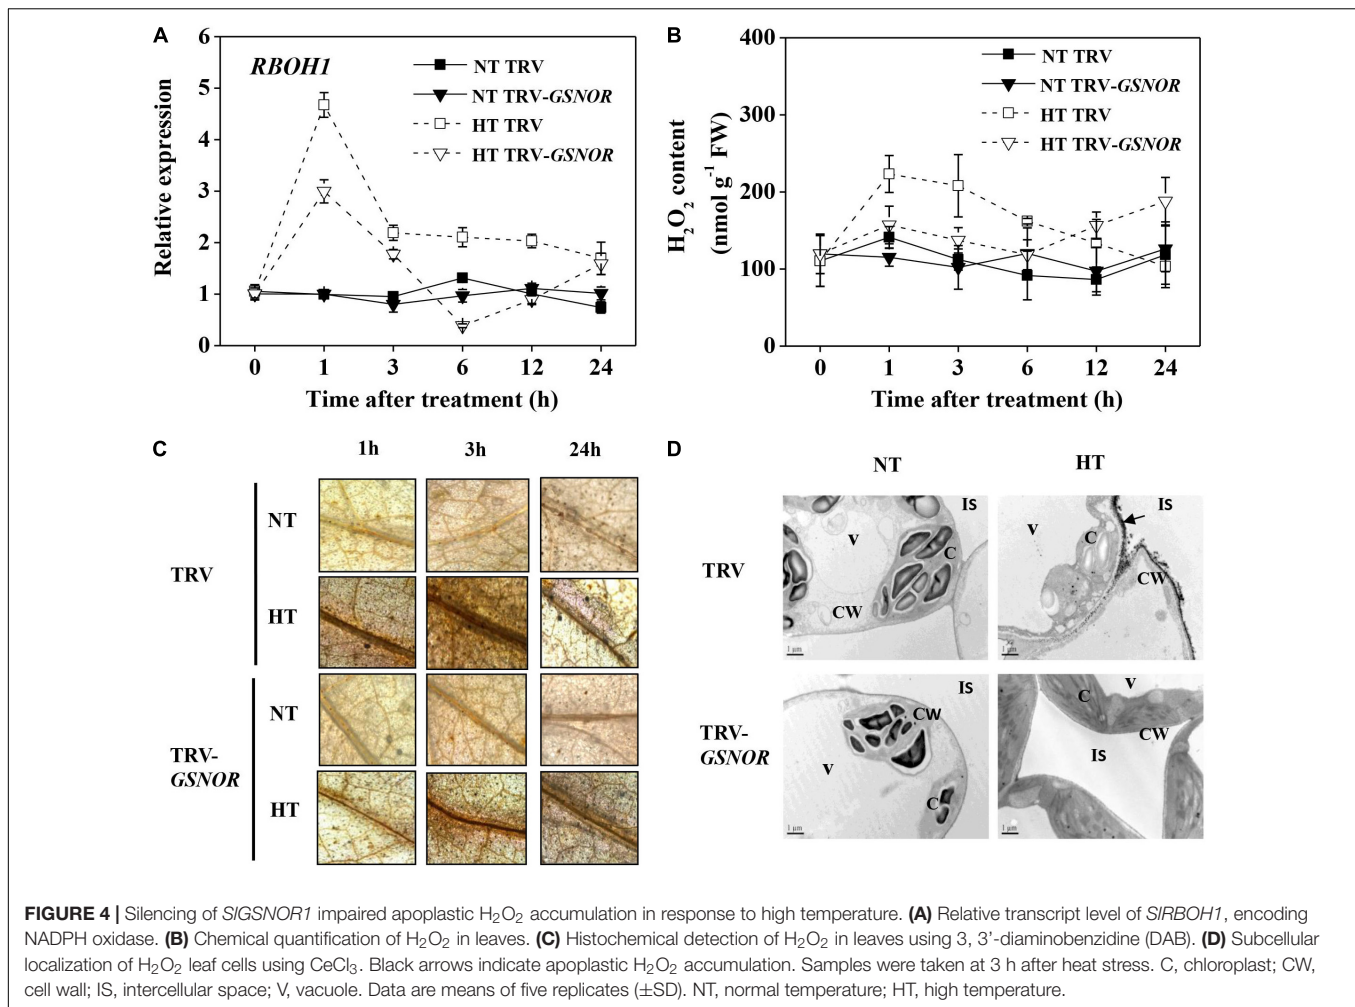 A
RBOH1
NT TRV
NT TRV-GSNOR
HT TRV
HT TRV-GSNOR
Relative expression
6
5
4
3
2
1
0
0 1 3 6 12 24
Time after treatment (h)
B
NT TRV
NT TRV-GSNOR
HT TRV
HT TRV-GSNOR
H₂O₂ content
(nmol g⁻¹ FW)
400
300
200
100
0
0 1 3 6 12 24
Time after treatment (h)
C
1h 3h 24h
TRV
NT
HT
TRV-
GSNOR
NT
HT
D
NT HT
TRV
Is
V
C
CW
1 μm
Is
V
C
CW
1 μm
TRV-
GSNOR
Is
CW
V
C
1 μm
V
C
CW
Is
1 μm
FIGURE 4 | Silencing of SlGSNOR1 impaired apoplastic H₂O₂ accumulation in response to high temperature. (A) Relative transcript level of SlRBOH1, encoding
NADPH oxidase. (B) Chemical quantification of H₂O₂ in leaves. (C) Histochemical detection of H₂O₂ in leaves using 3, 3’-diaminobenzidine (DAB). (D) Subcellular
localization of H₂O₂ leaf cells using CeCl₃. Black arrows indicate apoplastic H₂O₂ accumulation. Samples were taken at 3 h after heat stress. C, chloroplast; CW,
cell wall; IS, intercellular space; V, vacuole. Data are means of five replicates (±SD). NT, normal temperature; HT, high temperature.